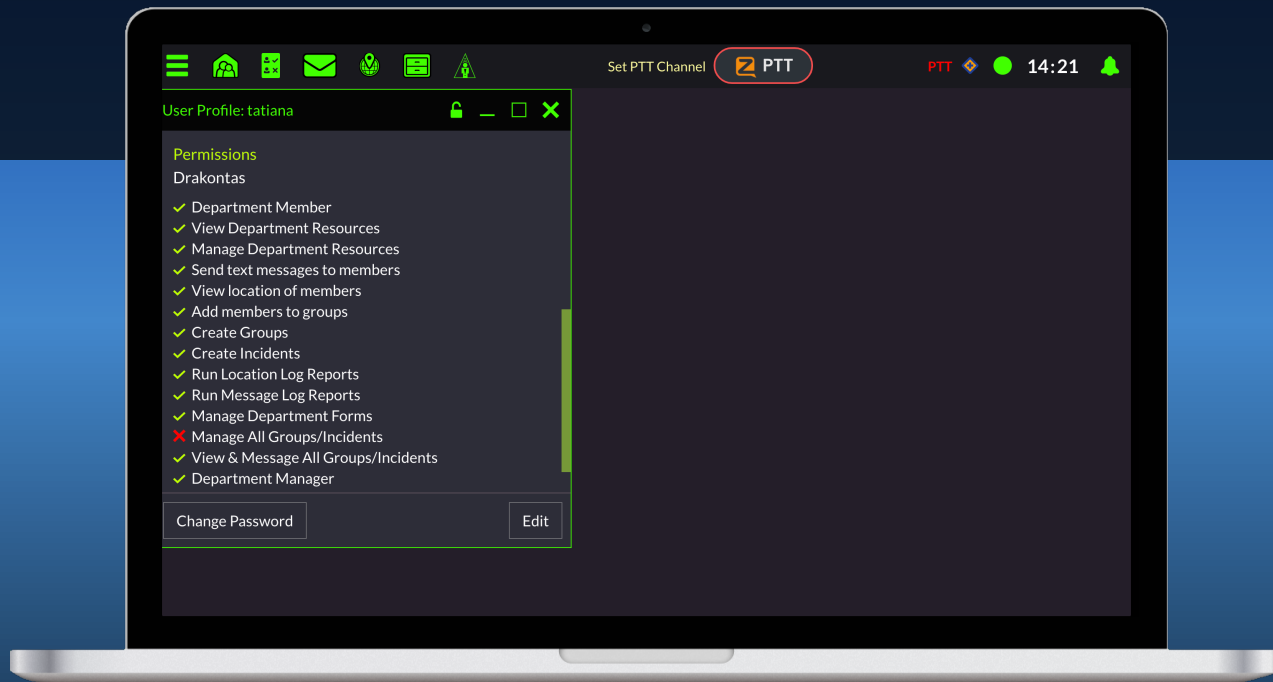 Set PTT Channel
PTT
PTT
14:21
User Profile: tatiana
Permissions
Drakontas
Department Member
View Department Resources
Manage Department Resources
Send text messages to members
View location of members
Add members to groups
Create Groups
Create Incidents
Run Location Log Reports
Run Message Log Reports
Manage Department Forms
Manage All Groups/Incidents
View & Message All Groups/Incidents
Department Manager
Change Password
Edit